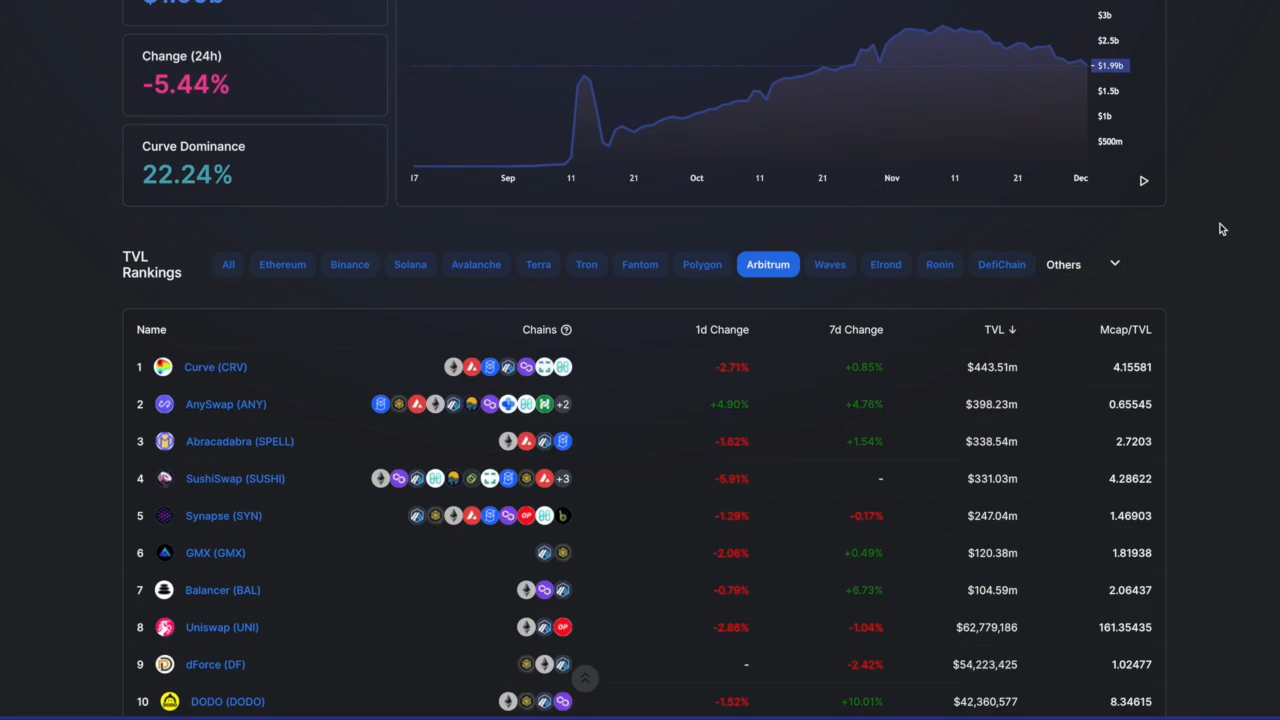 $3b
Change (24h)
$2.5b
-5.44%
$1.99b
$1.5b
$1b
Curve Dominance
$500m
22.24%
17 Sep 11 21 Oct 11 21 Nov 11 21 Dec
TVL
Rankings
All Ethereum Binance Solana Avalanche Terra Tron Fantom Polygon Arbitrum Waves Elrond Ronin DefiChain Others
Name Chains 1d Change 7d Change TVL Mcap/TVL
1 Curve (CRV) -2.71% +0.85% $443.51m 4.15581
2 AnySwap (ANY) +2 +4.90% +4.76% $398.23m 0.65545
3 Abracadabra (SPELL) -1.62% +1.54% $338.54m 2.7203
4 SushiSwap (SUSHI) +3 -5.91% - $331.03m 4.28622
5 Synapse (SYN) OP -1.29% -0.17% $247.04m 1.46903
6 GMX (GMX) -2.06% +0.49% $120.38m 1.81938
7 Balancer (BAL) -0.79% +6.73% $104.59m 2.06437
8 Uniswap (UNI) OP -2.86% -1.04% $62,779,186 161.35435
9 dForce (DF) - -2.42% $54,223,425 1.02477
10 DODO (DODO) -1.52% +10.01% $42,360,577 8.34615